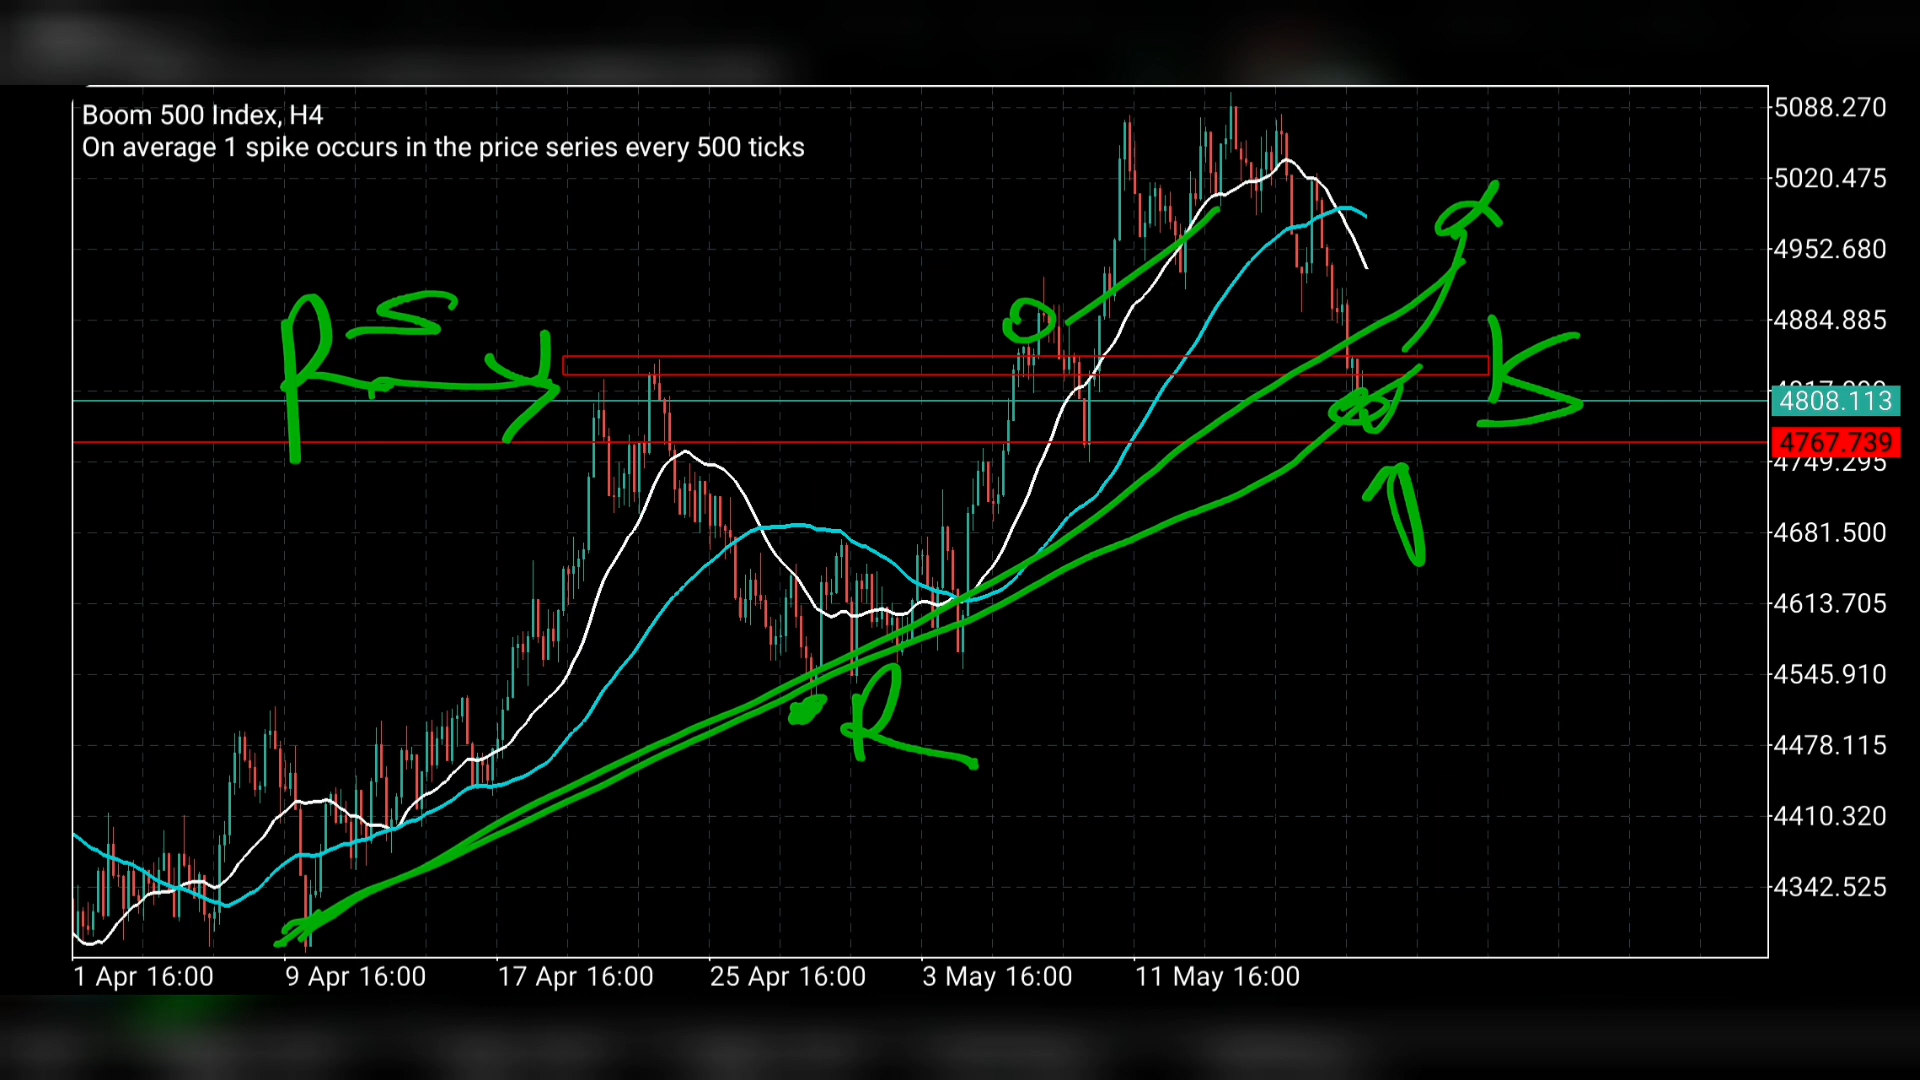 Boom 500 Index, H4
On average 1 spike occurs in the price series every 500 ticks
5088.270
5020.475
4952.680
4884.885
4808.113
4767.739
4749.295
4681.500
4613.705
4545.910
4478.115
4410.320
4342.525
R S
R
1 Apr 16:00
9 Apr 16:00
17 Apr 16:00
25 Apr 16:00
3 May 16:00
11 May 16:00